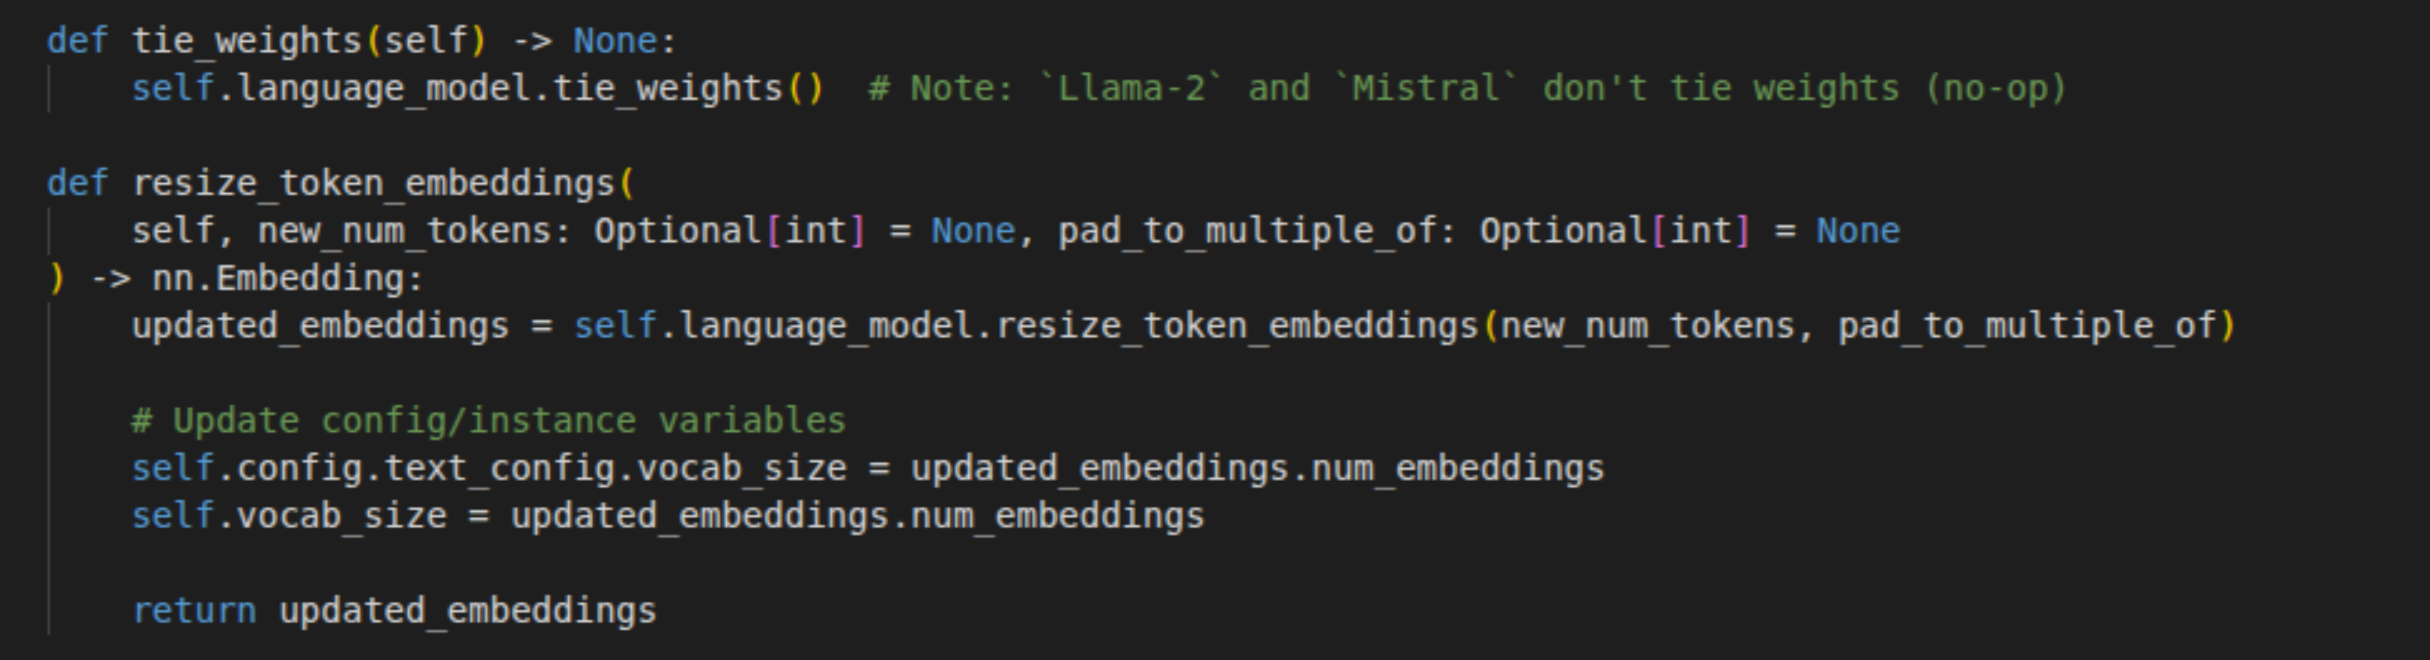 def tie_weights(self) -> None:
    self.language_model.tie_weights()  # Note: `Llama-2` and `Mistral` don't tie weights (no-op)

def resize_token_embeddings(
    self, new_num_tokens: Optional[int] = None, pad_to_multiple_of: Optional[int] = None
) -> nn.Embedding:
    updated_embeddings = self.language_model.resize_token_embeddings(new_num_tokens, pad_to_multiple_of)

    # Update config/instance variables
    self.config.text_config.vocab_size = updated_embeddings.num_embeddings
    self.vocab_size = updated_embeddings.num_embeddings

    return updated_embeddings